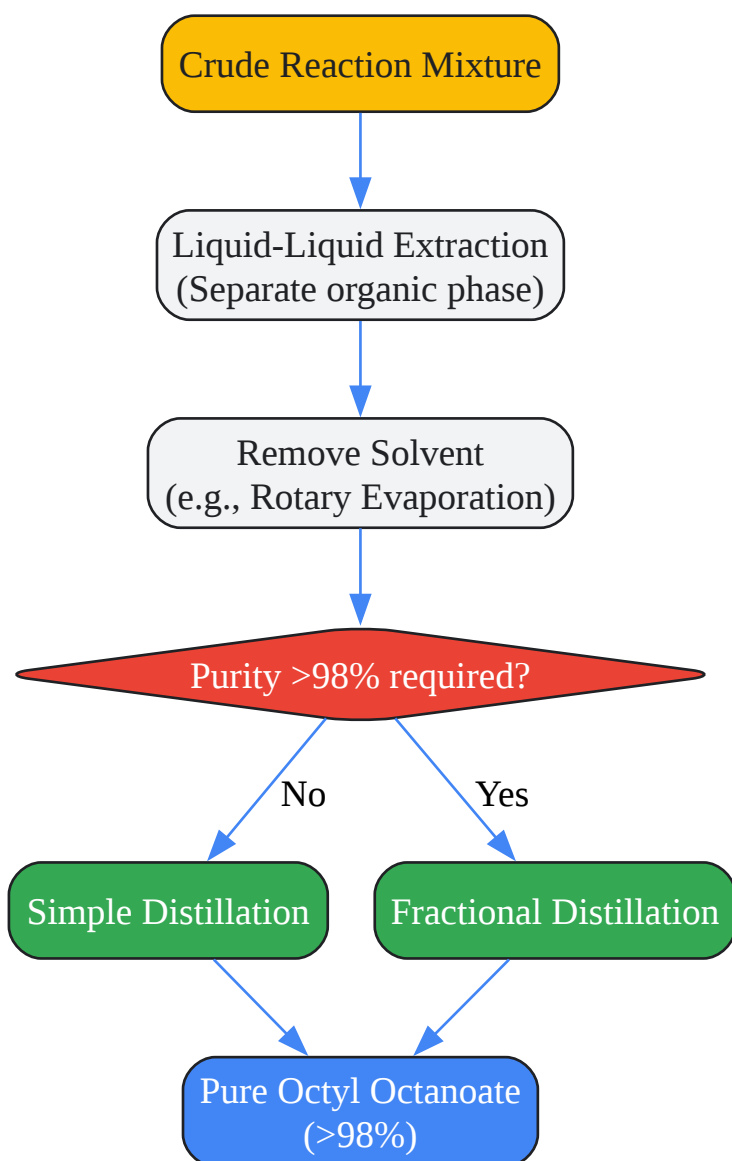 Crude Reaction Mixture
Liquid-Liquid Extraction
(Separate organic phase)
Remove Solvent
(e.g., Rotary Evaporation)
Purity >98% required?
No
Yes
Simple Distillation
Fractional Distillation
Pure Octyl Octanoate
(>98%)